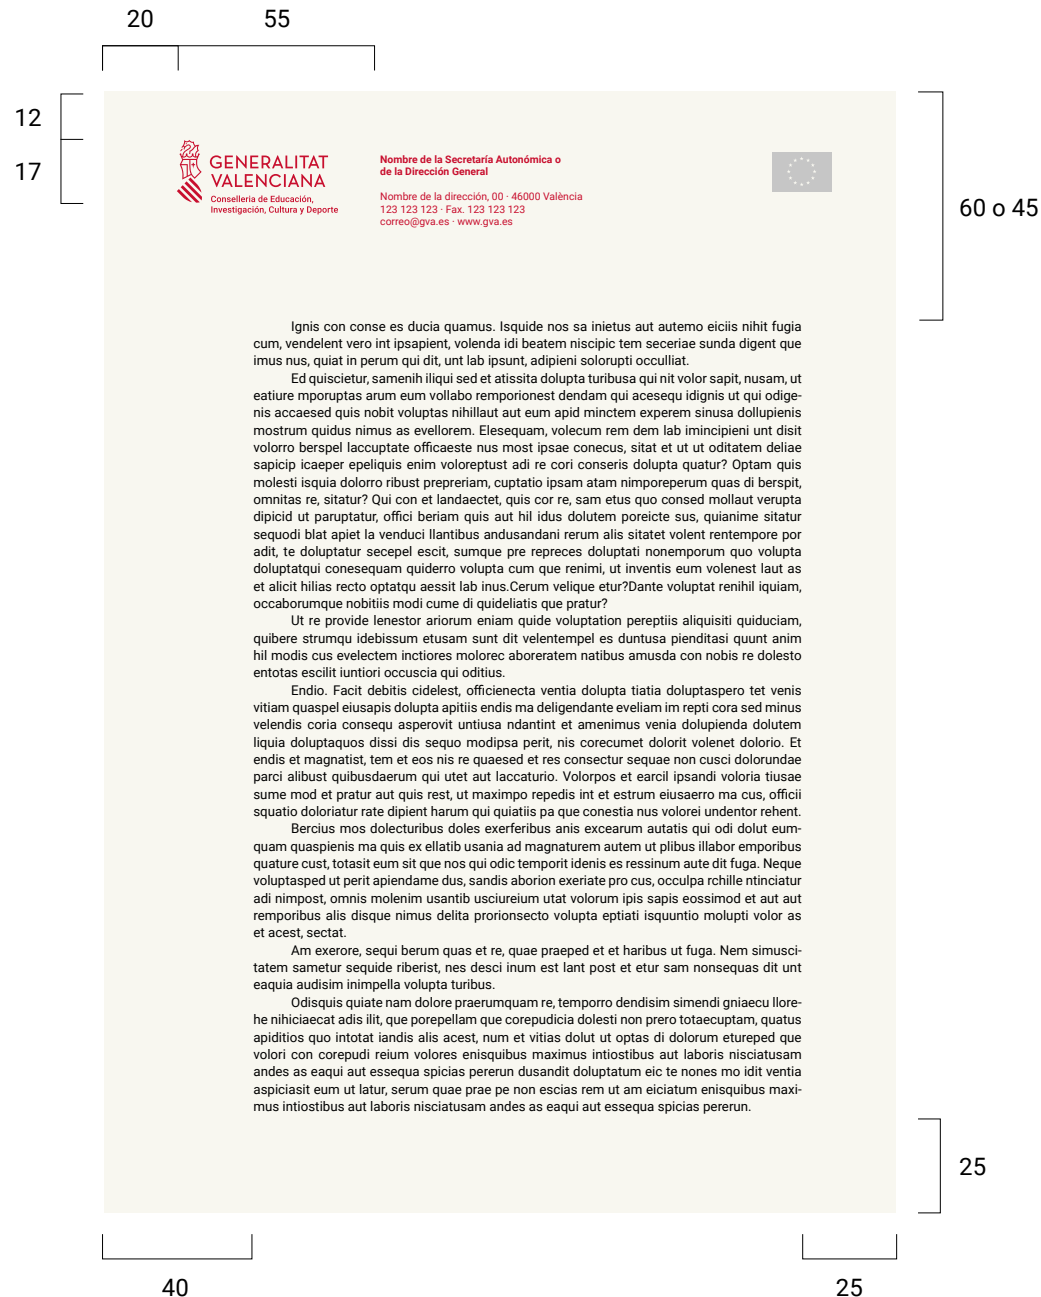 20
55
12
17
GENERALITAT
VALENCIANA
Conselleria de Educación,
Investigación, Cultura y Deporte
Nombre de la Secretaría Autonómica o
de la Dirección General
Nombre de la dirección, 00 · 46000 València
123 123 123 · Fax. 123 123 123
correo@gva.es · www.gva.es
60 o 45
Ignis con conse es ducia quamus. Isquide nos sa inietus aut autemo eiciis nihit fugia
cum, vendelent vero int ipsapient, volenda idi beatem niscipic tem seceriae sunda digent que
imus nus, quiat in perum qui dit, unt lab ipsunt, adipieni solorupti occulliat.
Ed quiscietur, samenih iliqui sed et atissita dolupta turibusa qui nit volor sapit, nusam, ut
eatiure mporuptas arum eum vollabo remporionest dendam qui acesequ idignis ut qui odige-
nis accaesed quis nobit voluptas nihillaut aut eum apid minctem experem sinusa dollupienis
mostrum quidus nimus as evellorem. Elesequam, volecum rem dem lab imincipieni unt disit
volorro berspel laccuptate officaeste nus most ipsae conecus, sitat et ut ut oditatem deliae
sapicip icaeper epeliquis enim voloreptust adi re cori conseris dolupta quatur? Optam quis
molesti isquia dolorro ribust prepreriam, cuptatio ipsam atam nimporeperum quas di berspit,
omnitas re, sitatur? Qui con et landaectet, quis cor re, sam etus quo consed mollaut verupta
dipicid ut paruptatur, offici beriam quis aut hil idus dolutem poreicte sus, quianime sitatur
sequodi blat apiet la venduci llantibus andusandani rerum alis sitatet volent rentempore por
adit, te doluptatur secepel escit, sumque pre repreces doluptati nonemporum quo volupta
doluptatqui conesequam quiderro volupta cum que renimi, ut inventis eum volenest laut as
et alicit hilias recto optatqu aessit lab inus.Cerum velique etur?Dante voluptat renihil iquiam,
occaborumque nobitiis modi cume di quideliatis que pratur?
Ut re provide lenestor ariorum eniam quide voluptation pereptiis aliquisiti quiduciam,
quibere strumqu idebissum etusam sunt dit velentempel es duntusa pienditasi quunt anim
hil modis cus evelectem inctiores molorec aboreratem natibus amusda con nobis re dolesto
entotas escilit iuntiori occuscia qui oditius.
Endio. Facit debitis cidelest, officienecta ventia dolupta tiatia doluptaspero tet venis
vitiam quaspel eiusapis dolupta apitiis endis ma deligendante eveliam im repti cora sed minus
velendis coria consequ asperovit untiusa ndantint et amenimus venia dolupienda dolutem
liquia doluptaquos dissi dis sequo modipsa perit, nis corecumet dolorit volenet dolorio. Et
endis et magnatist, tem et eos nis re quaesed et res consectur sequae non cusci dolorundae
parci alibust quibusdaerum qui utet aut laccaturio. Volorpos et earcil ipsandi voloria tiusae
sume mod et pratur aut quis rest, ut maximpo repedis int et estrum eiusaerro ma cus, officii
squatio doloriatur rate dipient harum qui quiatiis pa que conestia nus volorei undentor rehent.
Bercius mos dolecturibus doles exerferibus anis excearum autatis qui odi dolut eum-
quam quaspienis ma quis ex ellatib usania ad magnaturem autem ut plibus illabor emporibus
quature cust, totasit eum sit que nos qui odic temporit idenis es ressinum aute dit fuga. Neque
voluptasped ut perit apiendame dus, sandis aborion exeriate pro cus, occulpa rchille ntinciatur
adi nimpost, omnis molenim usantib usciureium utat volorum ipis sapis eossimod et aut aut
remporibus alis disque nimus delita prorionsecto volupta eptiati isquuntio molupti volor as
et acest, sectat.
Am exerore, sequi berum quas et re, quae praeped et et haribus ut fuga. Nem simusci-
tatem sametur sequide riberist, nes desci inum est lant post et etur sam nonsequas dit unt
eaquia audisim inimpella volupta turibus.
Odisquis quiate nam dolore praerumquam re, temporro dendisim simendi gniaecu llore-
he nihiciaecat adis ilit, que porepellam que corepudicia dolesti non prero totaecuptam, quatus
apiditios quo intotat iandis alis acest, num et vitias dolut ut optas di dolorum etureped que
volori con corepudi reium volores enisquibus maximus intiostibus aut laboris nisciatusam
andes as eaqui aut essequa spicias pererun dusandit doluptatum eic te nones mo idit ventia
aspiciasit eum ut latur, serum quae prae pe non escias rem ut am eiciatum enisquibus maxi-
mus intiostibus aut laboris nisciatusam andes as eaqui aut essequa spicias pererun.
25
40
25